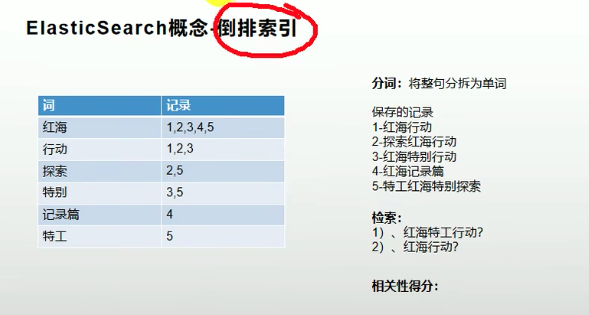 ElasticSearch概念-倒排索引
词 记录
红海 1,2,3,4,5
行动 1,2,3
探索 2,5
特别 3,5
记录篇 4
特工 5
分词：将整句分拆为单词
保存的记录
1-红海行动
2-探索红海行动
3-红海特别行动
4-红海记录篇
5-特工红海特别探索
检索：
1）、红海特工行动？
2）、红海行动？
相关性得分：